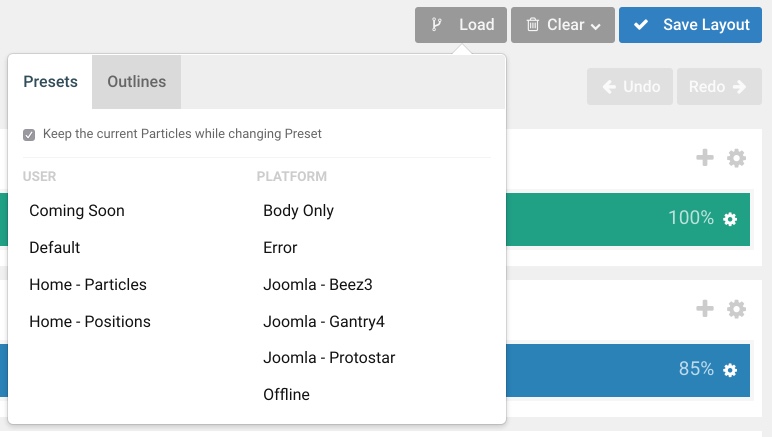 Load
Clear
Save Layout
Presets
Outlines
Undo
Redo
Keep the current Particles while changing Preset
USER
Coming Soon
Default
Home - Particles
Home - Positions
PLATFORM
Body Only
Error
Joomla - Beez3
Joomla - Gantry4
Joomla - Protostar
Offline
100%
85%